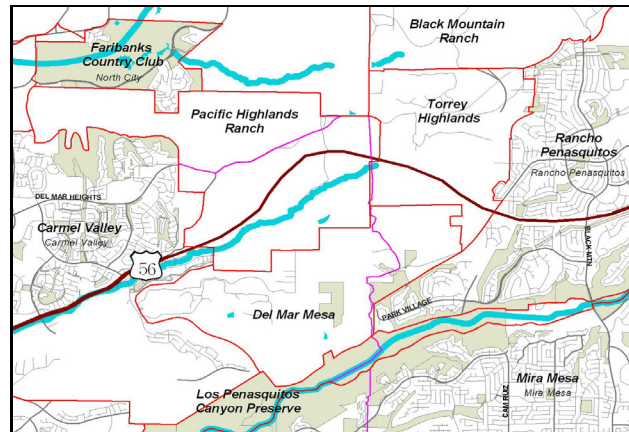 Black Mountain
Ranch
Faribanks
Country Club
North City
Pacific Highlands
Ranch
Torrey
Highlands
Rancho
Penasquitos
Rancho Penasquitos
DEL MAR HEIGHTS
Carmel Valley
Carmel Valley
56
BLACK MTN
Del Mar Mesa
PARK VILLAGE
Los Penasquitos
Canyon Preserve
CAM RUIZ
Mira Mesa
Mira Mesa